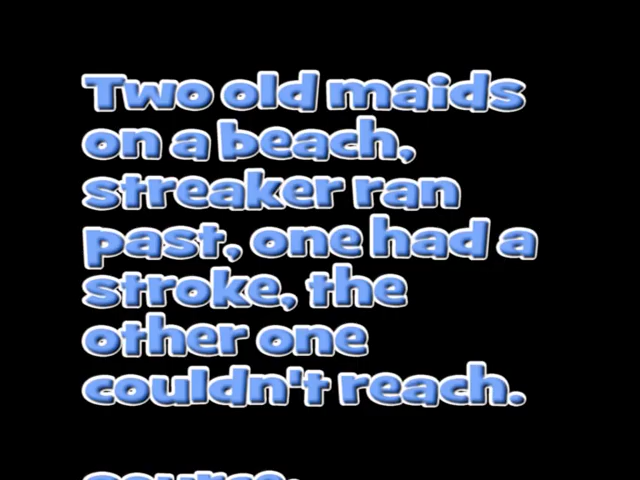 Two old maids
on a beach,
streaker ran
past, one had a
stroke, the
other one
couldn't reach.